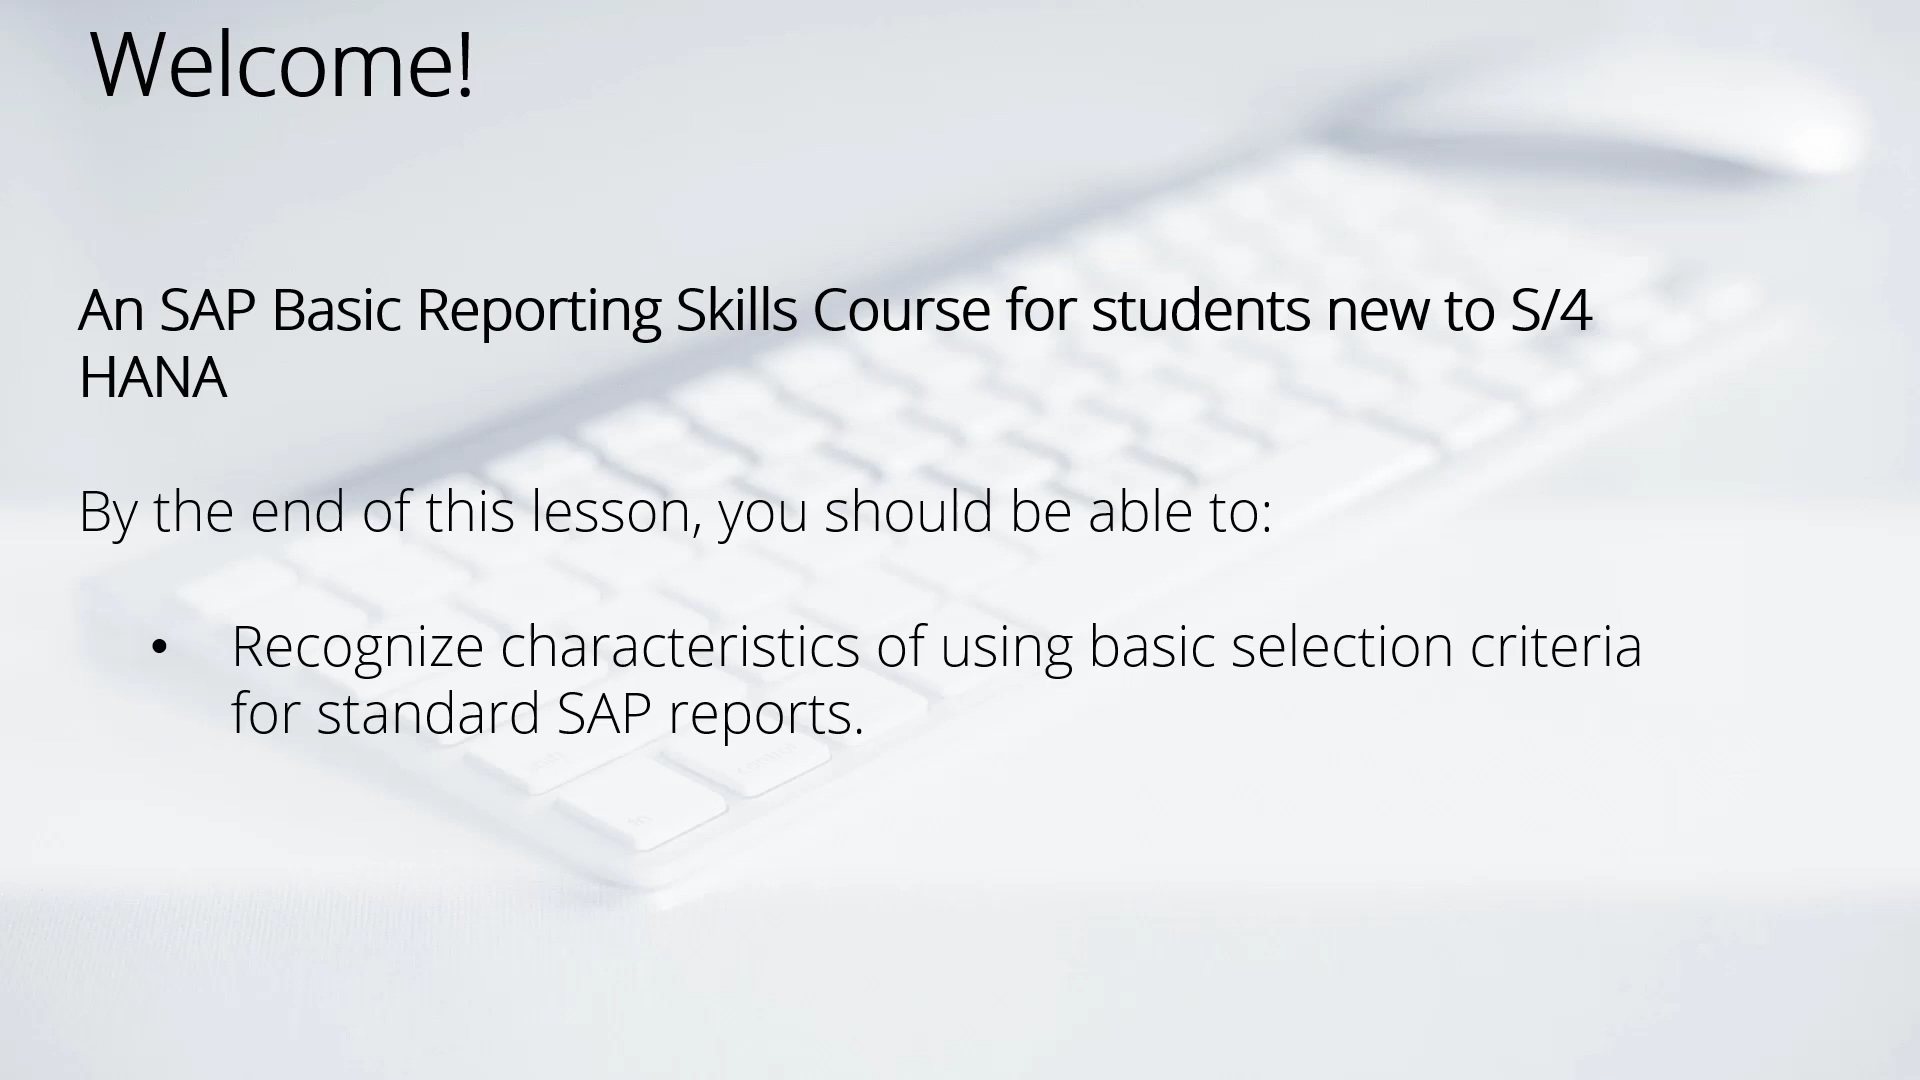 Welcome!
An SAP Basic Reporting Skills Course for students new to S/4
HANA
By the end of this lesson, you should be able to:
• Recognize characteristics of using basic selection criteria
for standard SAP reports.